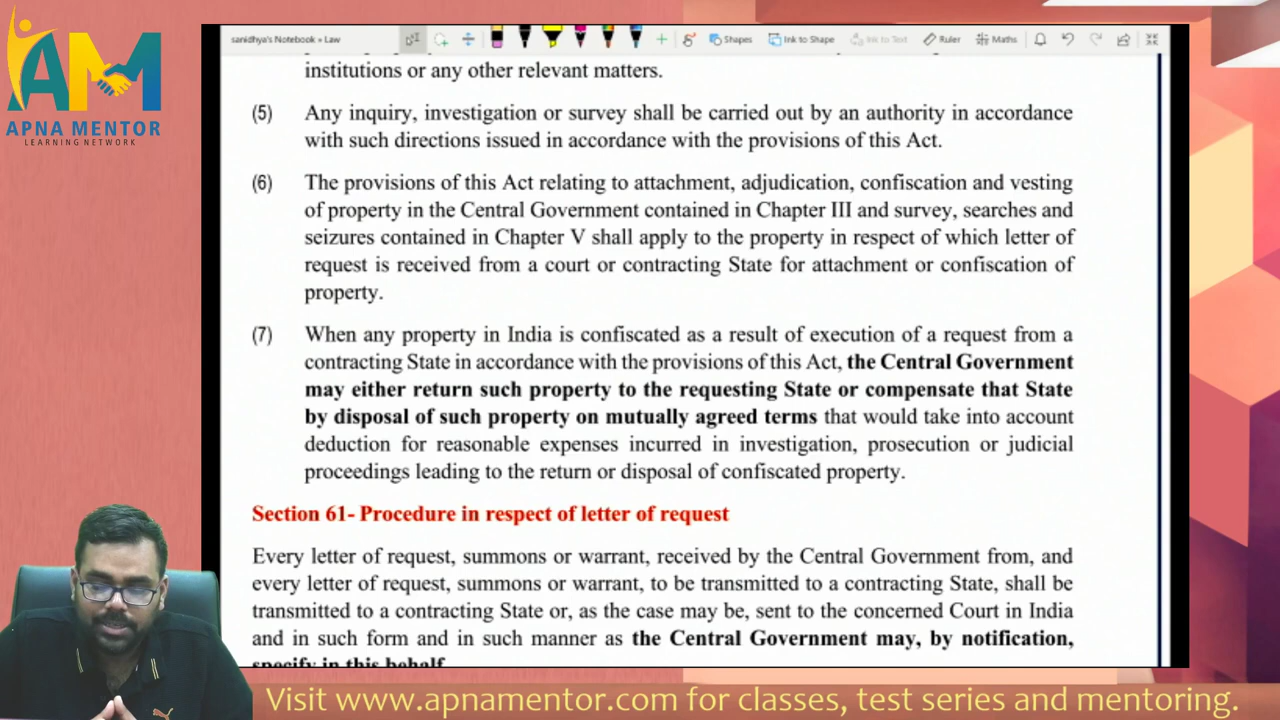 AM
APNA MENTOR
LEARNING NETWORK
sanidhya's Notebook » Law
Shapes
Ink to Shape
Ink to Text
Ruler
Maths
institutions or any other relevant matters.
(5) Any inquiry, investigation or survey shall be carried out by an authority in accordance
with such directions issued in accordance with the provisions of this Act.
(6) The provisions of this Act relating to attachment, adjudication, confiscation and vesting
of property in the Central Government contained in Chapter III and survey, searches and
seizures contained in Chapter V shall apply to the property in respect of which letter of
request is received from a court or contracting State for attachment or confiscation of
property.
(7) When any property in India is confiscated as a result of execution of a request from a
contracting State in accordance with the provisions of this Act, the Central Government
may either return such property to the requesting State or compensate that State
by disposal of such property on mutually agreed terms that would take into account
deduction for reasonable expenses incurred in investigation, prosecution or judicial
proceedings leading to the return or disposal of confiscated property.
Section 61- Procedure in respect of letter of request
Every letter of request, summons or warrant, received by the Central Government from, and
every letter of request, summons or warrant, to be transmitted to a contracting State, shall be
transmitted to a contracting State or, as the case may be, sent to the concerned Court in India
and in such form and in such manner as the Central Government may, by notification,
specify in this behalf.
Visit www.apnamentor.com for classes, test series and mentoring.